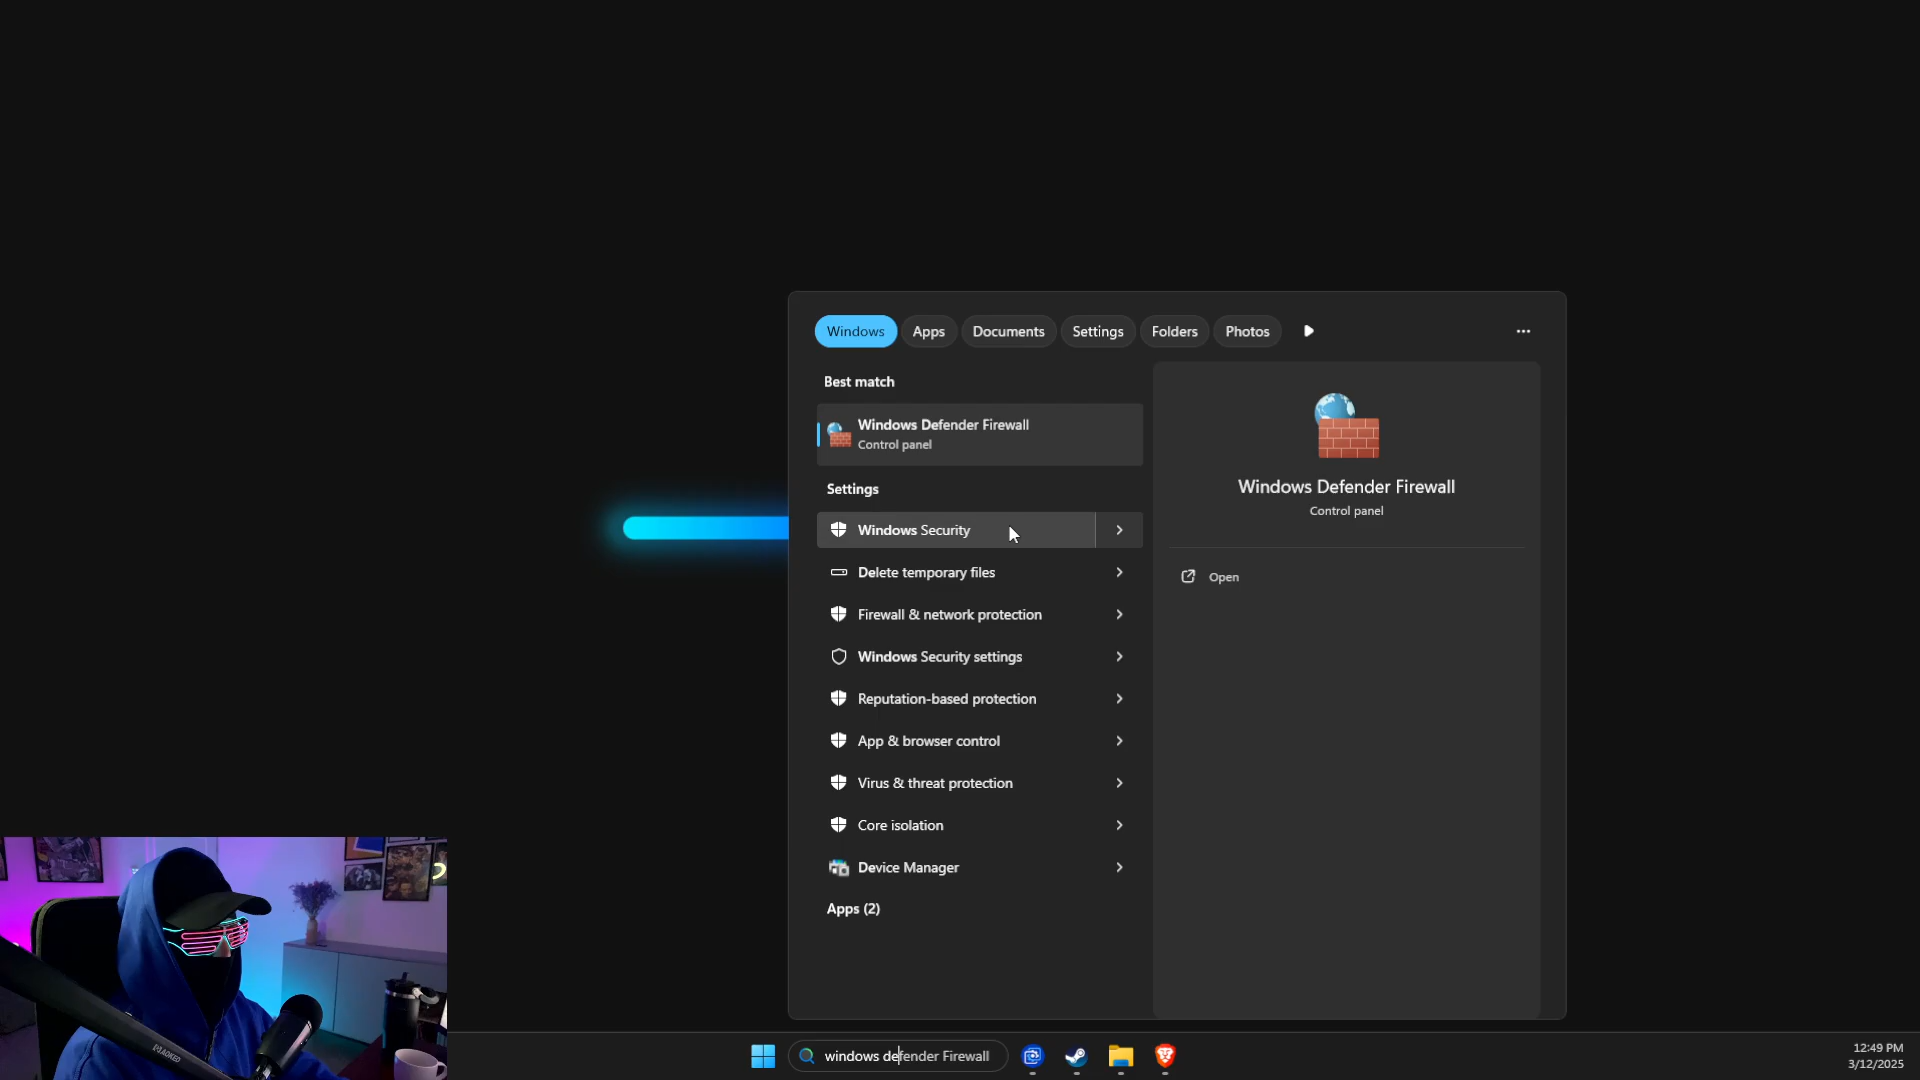 Windows
Apps
Documents
Settings
Folders
Photos
Best match
Windows Defender Firewall
Control panel
Settings
Windows Security
Delete temporary files
Firewall & network protection
Windows Security settings
Reputation-based protection
App & browser control
Virus & threat protection
Core isolation
Device Manager
Apps (2)
Windows Defender Firewall
Control panel
Open
windows defender Firewall
12:49 PM
3/12/2025